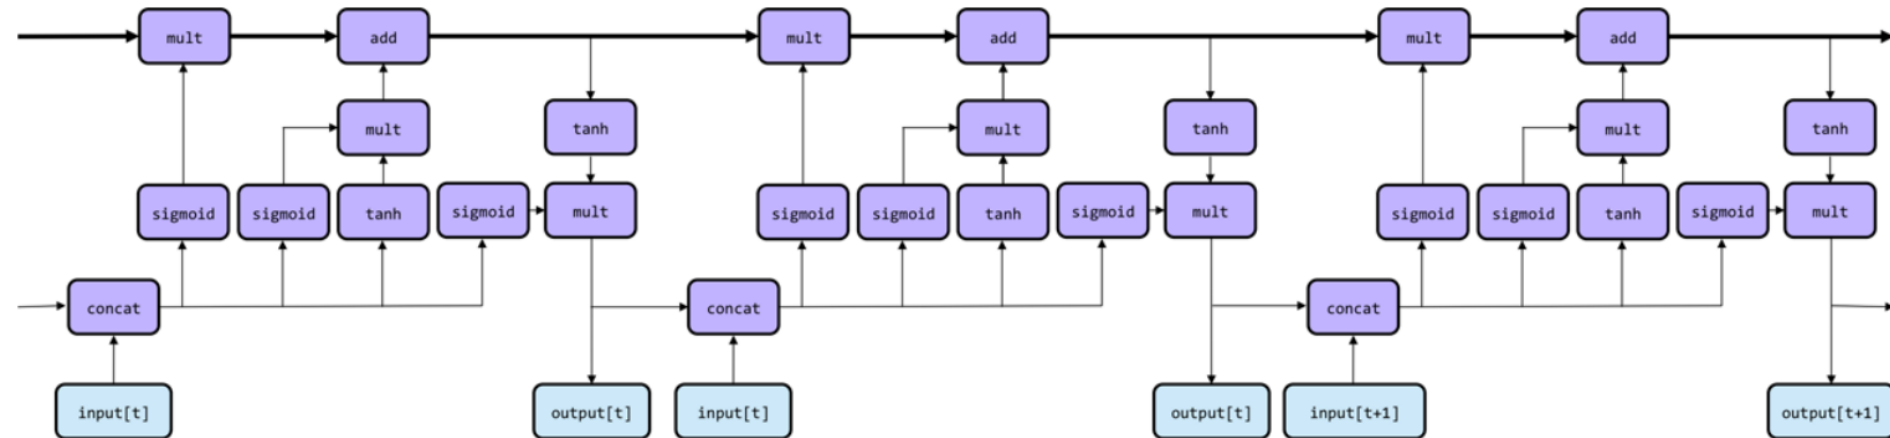 mult add mult add mult add
mult tanh mult tanh mult tanh
sigmoid sigmoid tanh sigmoid mult sigmoid sigmoid tanh sigmoid mult sigmoid sigmoid tanh sigmoid mult
concat concat concat
input[t] output[t] input[t] output[t] input[t+1] output[t+1]